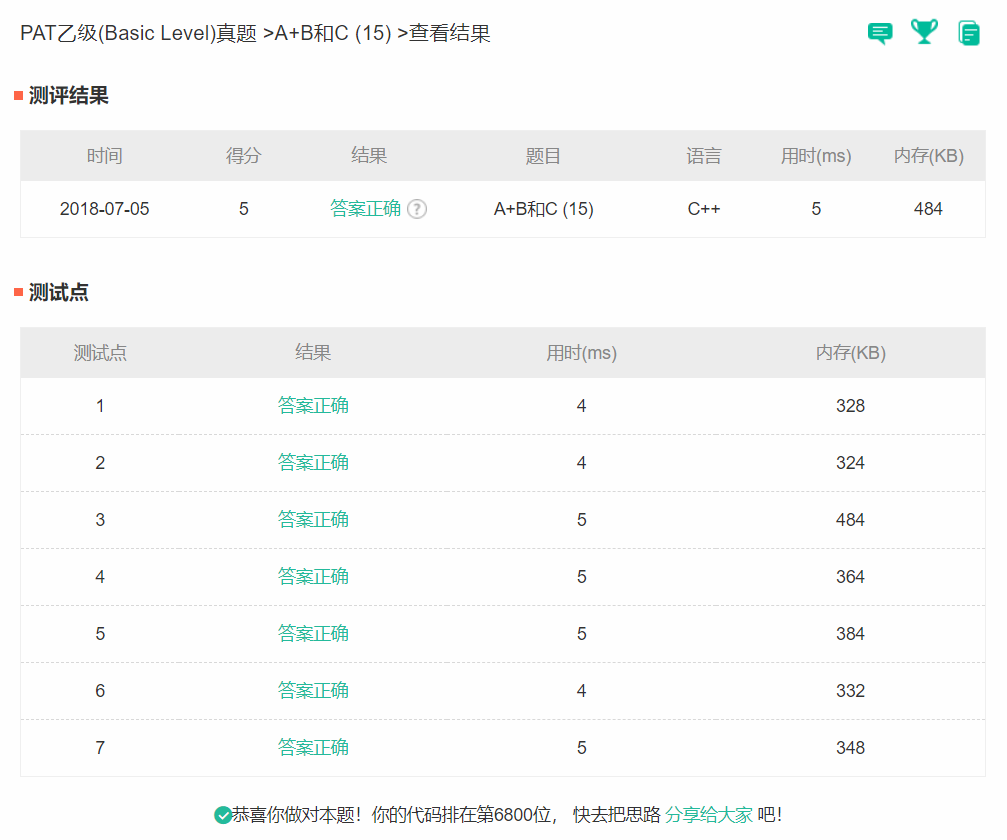 PAT乙级(Basic Level)真题 >A+B和C (15) >查看结果
测评结果
时间 得分 结果 题目 语言 用时(ms) 内存(KB)
2018-07-05 5 答案正确 ? A+B和C (15) C++ 5 484
测试点
测试点 结果 用时(ms) 内存(KB)
1 答案正确 4 328
2 答案正确 4 324
3 答案正确 5 484
4 答案正确 5 364
5 答案正确 5 384
6 答案正确 4 332
7 答案正确 5 348
恭喜你做对本题！你的代码排在第6800位， 快去把思路 分享给大家 吧！